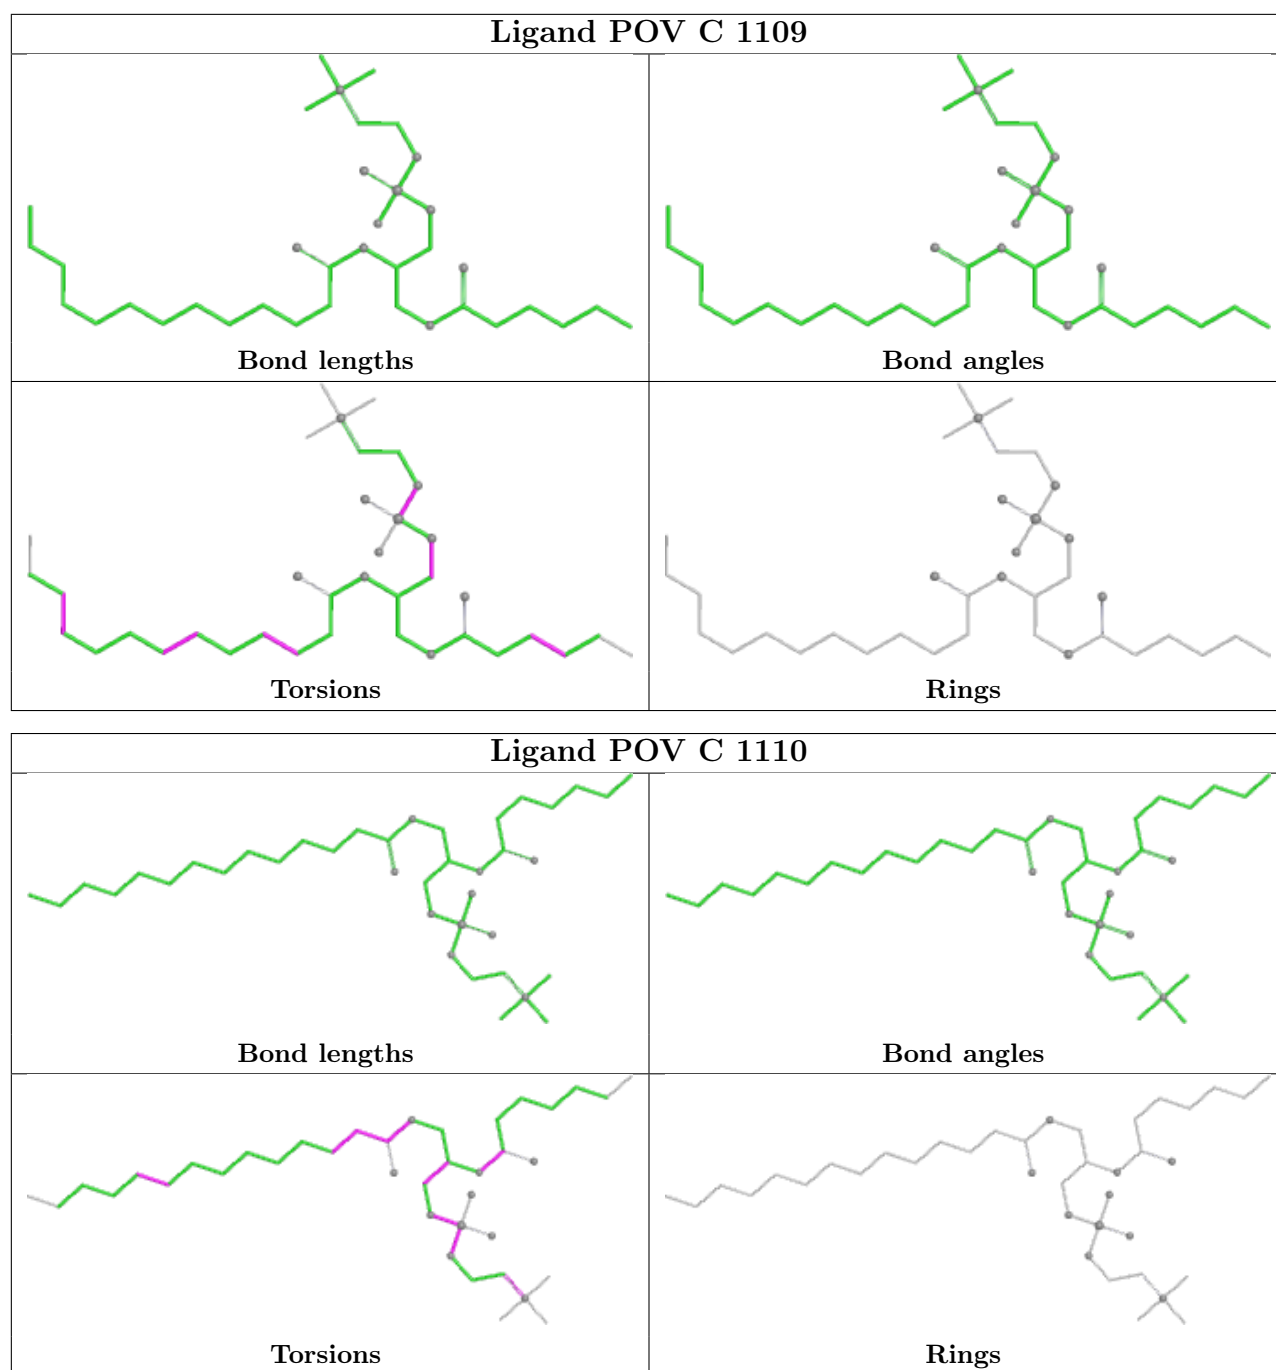 Ligand POV C 1109
Bond lengths
Bond angles
Torsions
Rings
Ligand POV C 1110
Bond lengths
Bond angles
Torsions
Rings